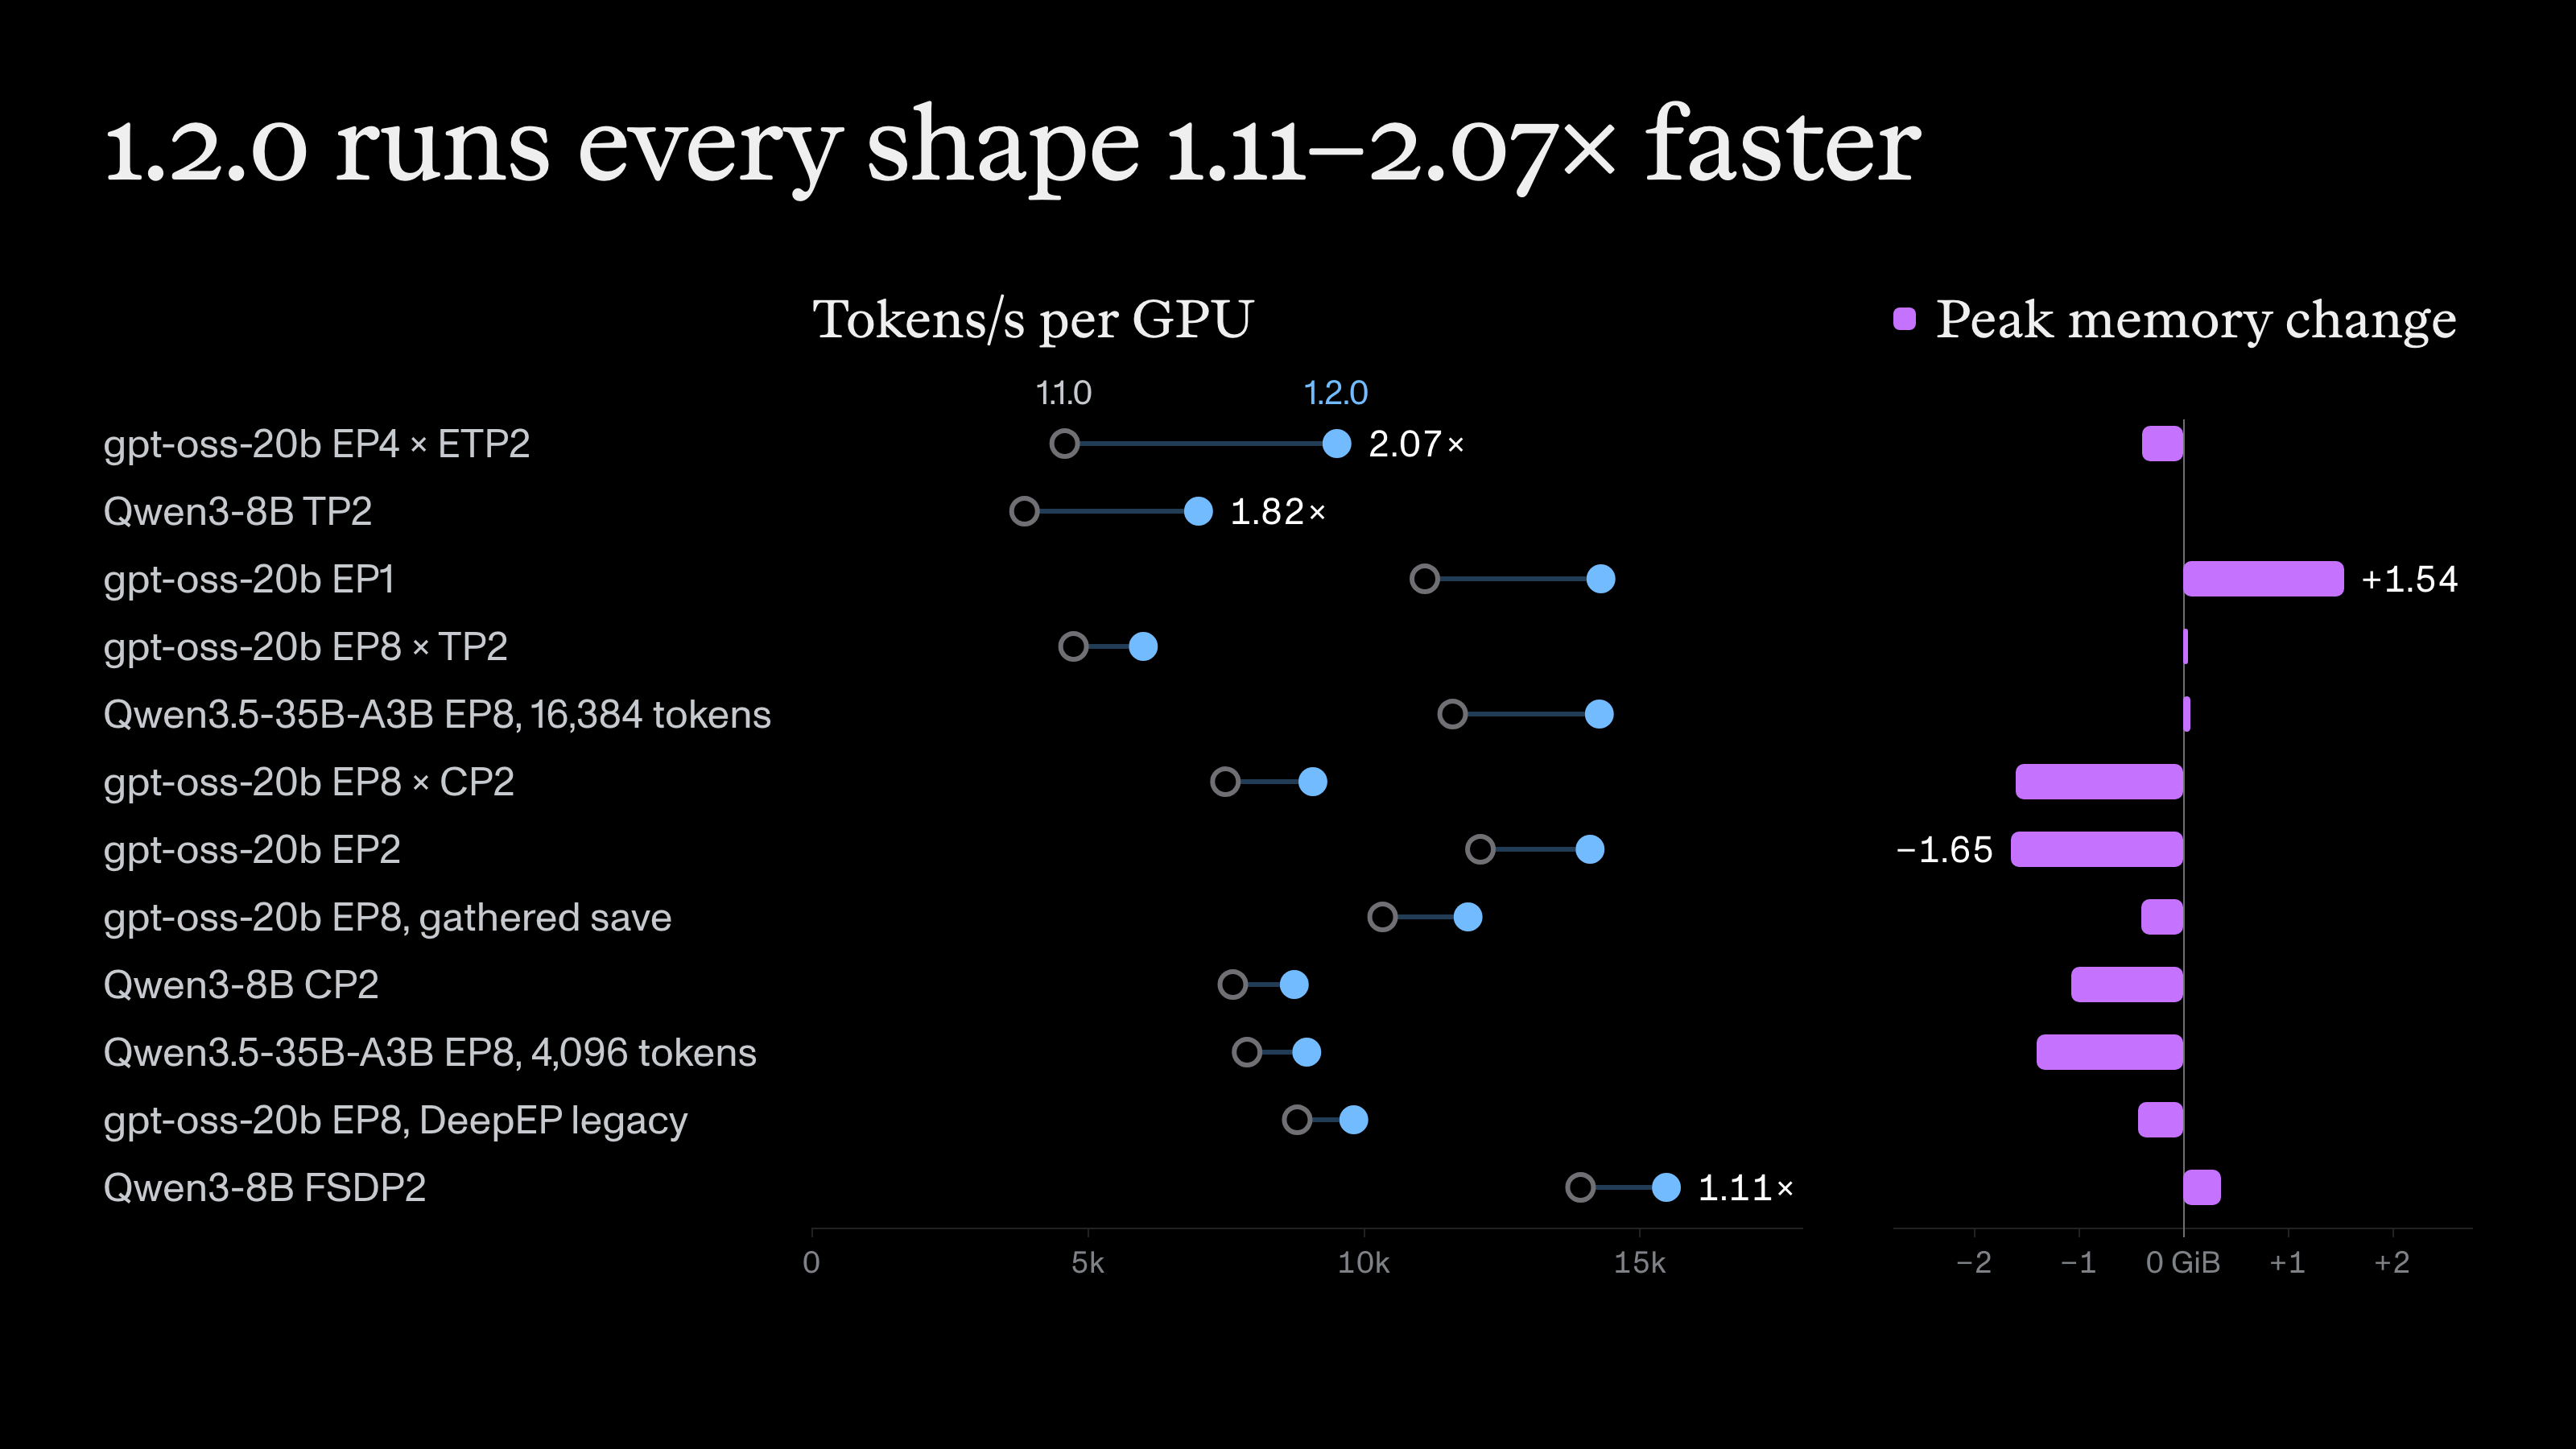 1.2.0 runs every shape 1.11–2.07× faster
Tokens/s per GPU
Peak memory change
1.1.0 1.2.0
gpt-oss-20b EP4 × ETP2 2.07×
Qwen3-8B TP2 1.82×
gpt-oss-20b EP1 +1.54
gpt-oss-20b EP8 × TP2
Qwen3.5-35B-A3B EP8, 16,384 tokens
gpt-oss-20b EP8 × CP2
gpt-oss-20b EP2 −1.65
gpt-oss-20b EP8, gathered save
Qwen3-8B CP2
Qwen3.5-35B-A3B EP8, 4,096 tokens
gpt-oss-20b EP8, DeepEP legacy
Qwen3-8B FSDP2 1.11×
0 5k 10k 15k
−2 −1 0 GiB +1 +2